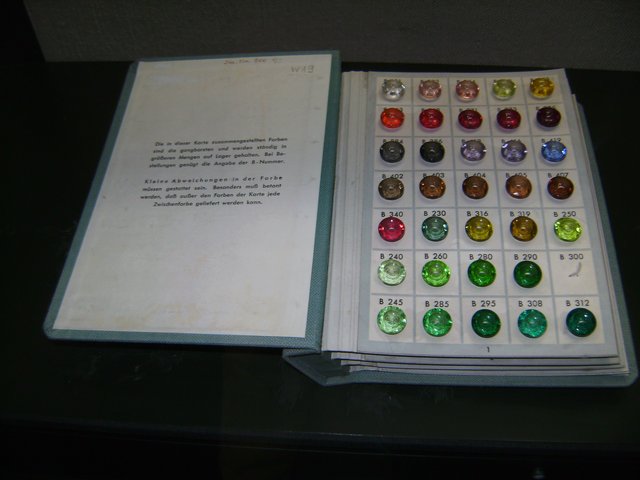 W19
Die in dieser Karte zusammengestellten Farben
sind die gangbarsten und werden ständig in
größeren Mengen auf Lager gehalten. Bei Be-
stellungen genügt die Angabe der B.-Nummer.
Kleine Abweichungen in der Farbe
müssen gestattet sein. Besonders muß betont
werden, daß außer den Farben der Karte jede
Zwischenfarbe geliefert werden kann.
B 402 B 403 B 404 B 405 B 407
B 340 B 230 B 316 B 319 B 250
B 240 B 260 B 280 B 290 B 300
B 245 B 285 B 295 B 308 B 312
1